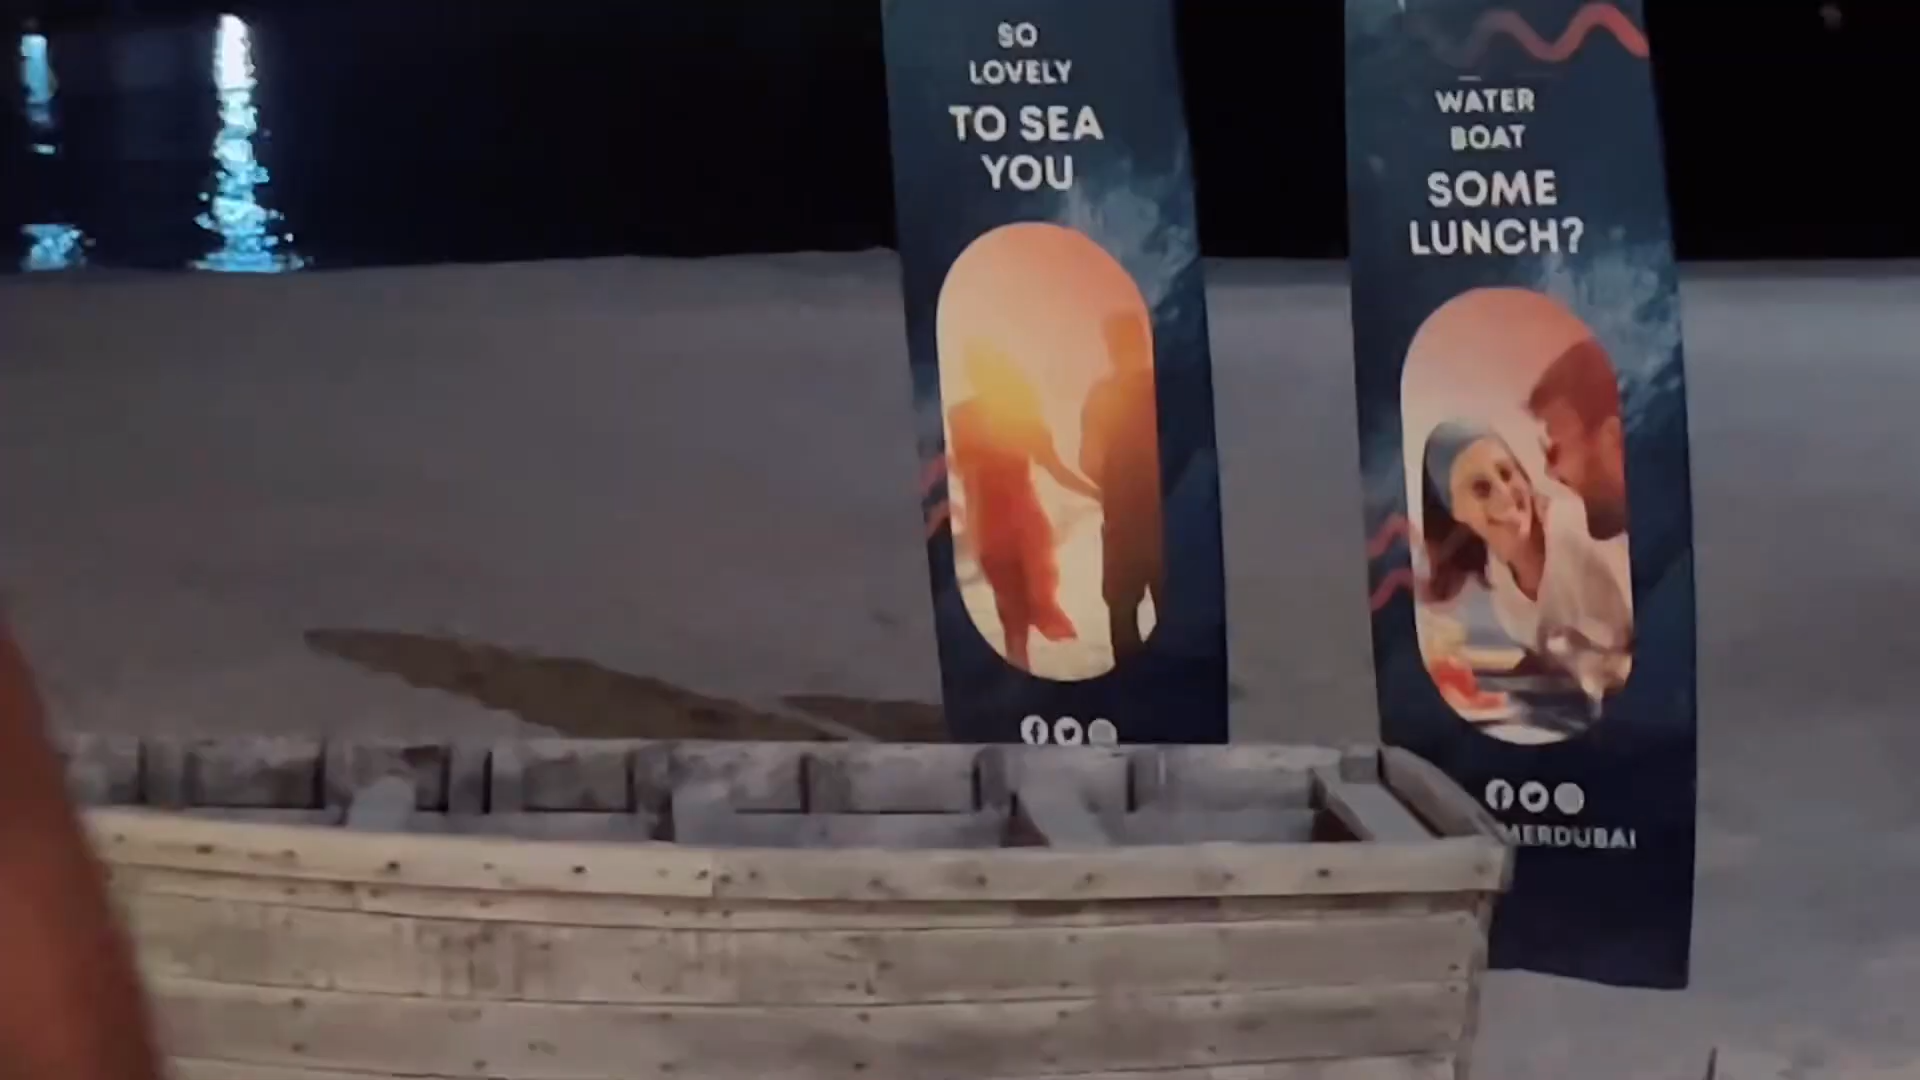 SO
LOVELY
TO SEA
YOU
WATER
BOAT
SOME
LUNCH?
MERDUBAI